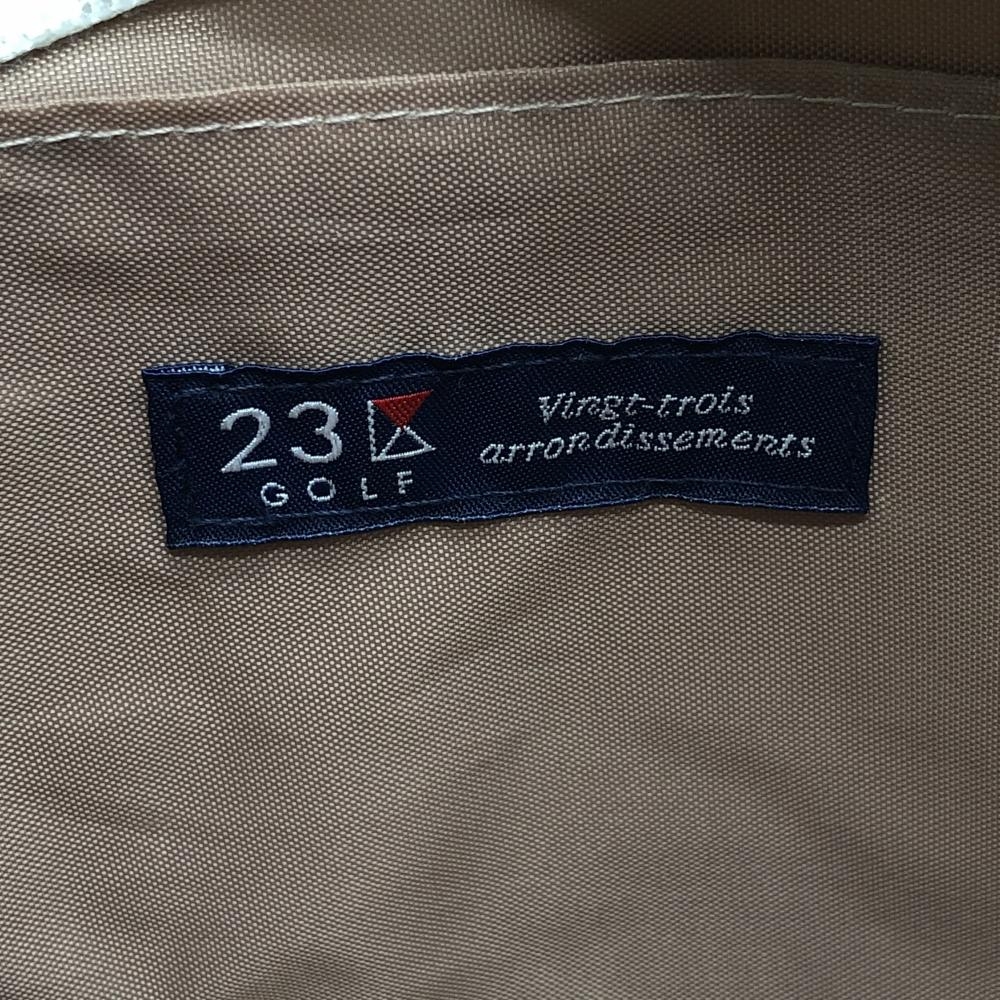 23
GOLF
Vingt-trois
arrondissements